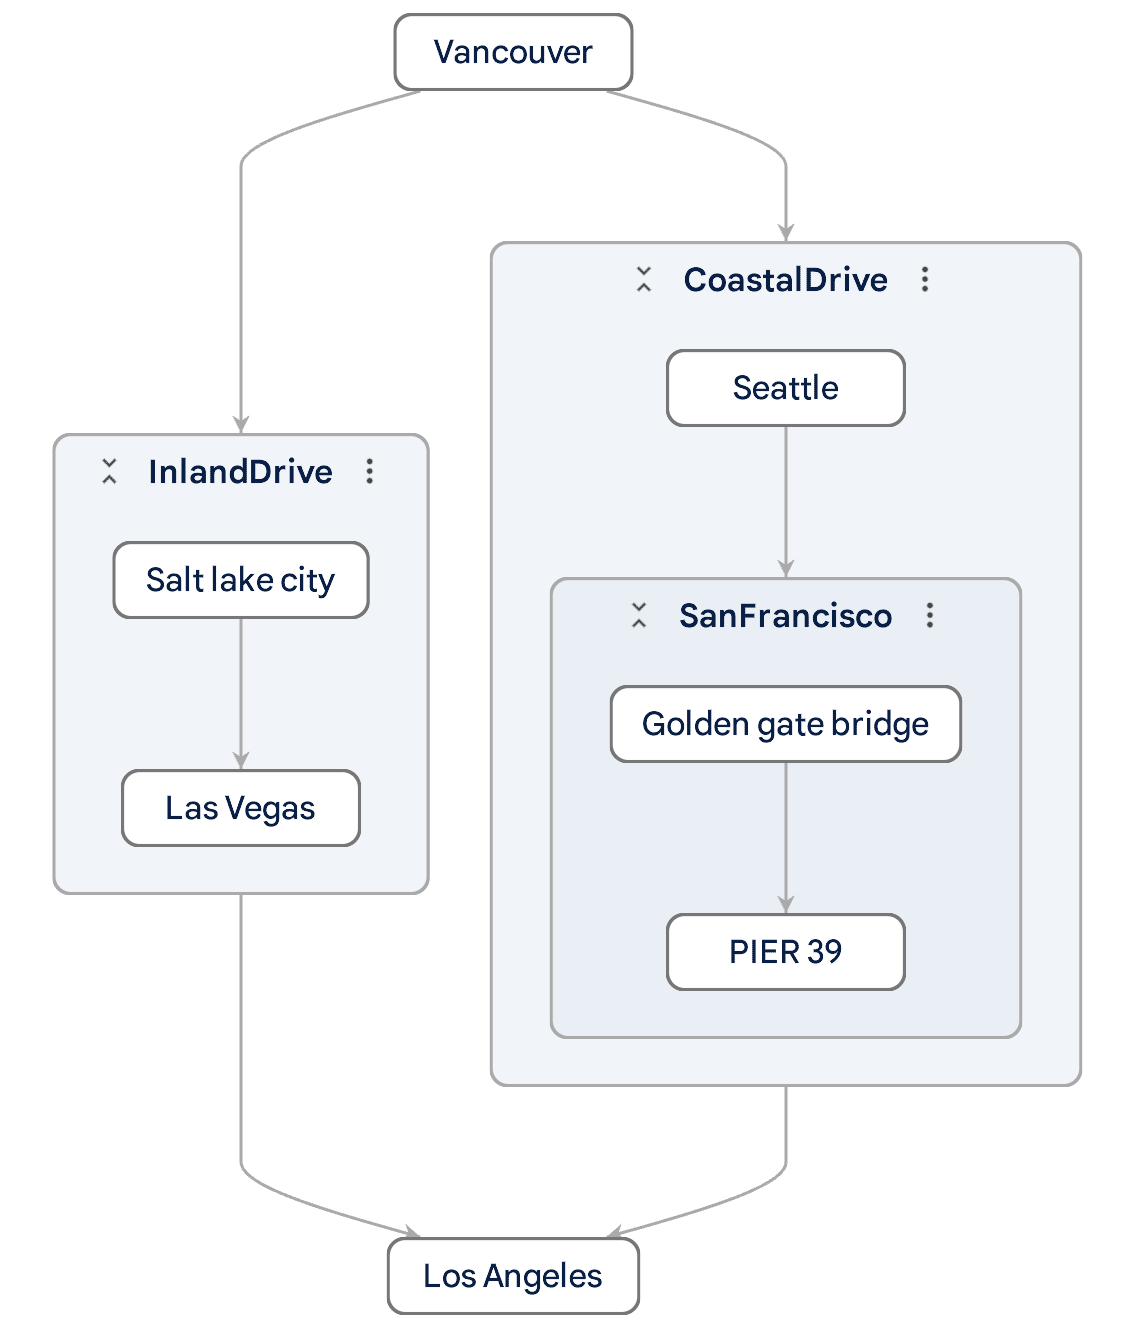 Vancouver
CoastalDrive
Seattle
InlandDrive
Salt lake city
SanFrancisco
Golden gate bridge
Las Vegas
PIER 39
Los Angeles